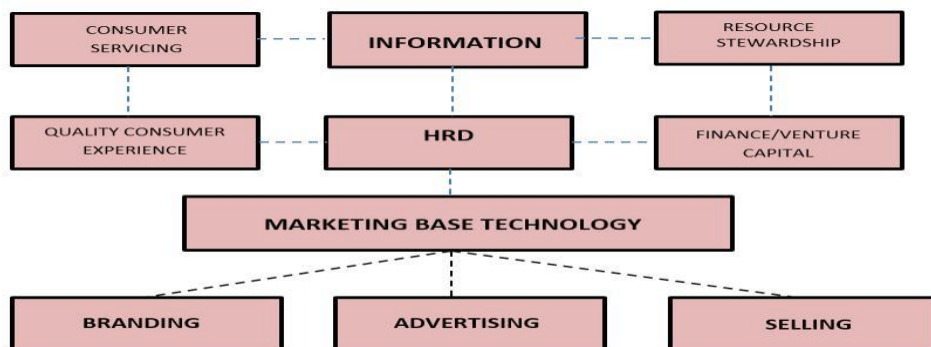 CONSUMER
SERVICING
INFORMATION
RESOURCE
STEWARDSHIP
QUALITY CONSUMER
EXPERIENCE
HRD
FINANCE/VENTURE
CAPITAL
MARKETING BASE TECHNOLOGY
BRANDING
ADVERTISING
SELLING